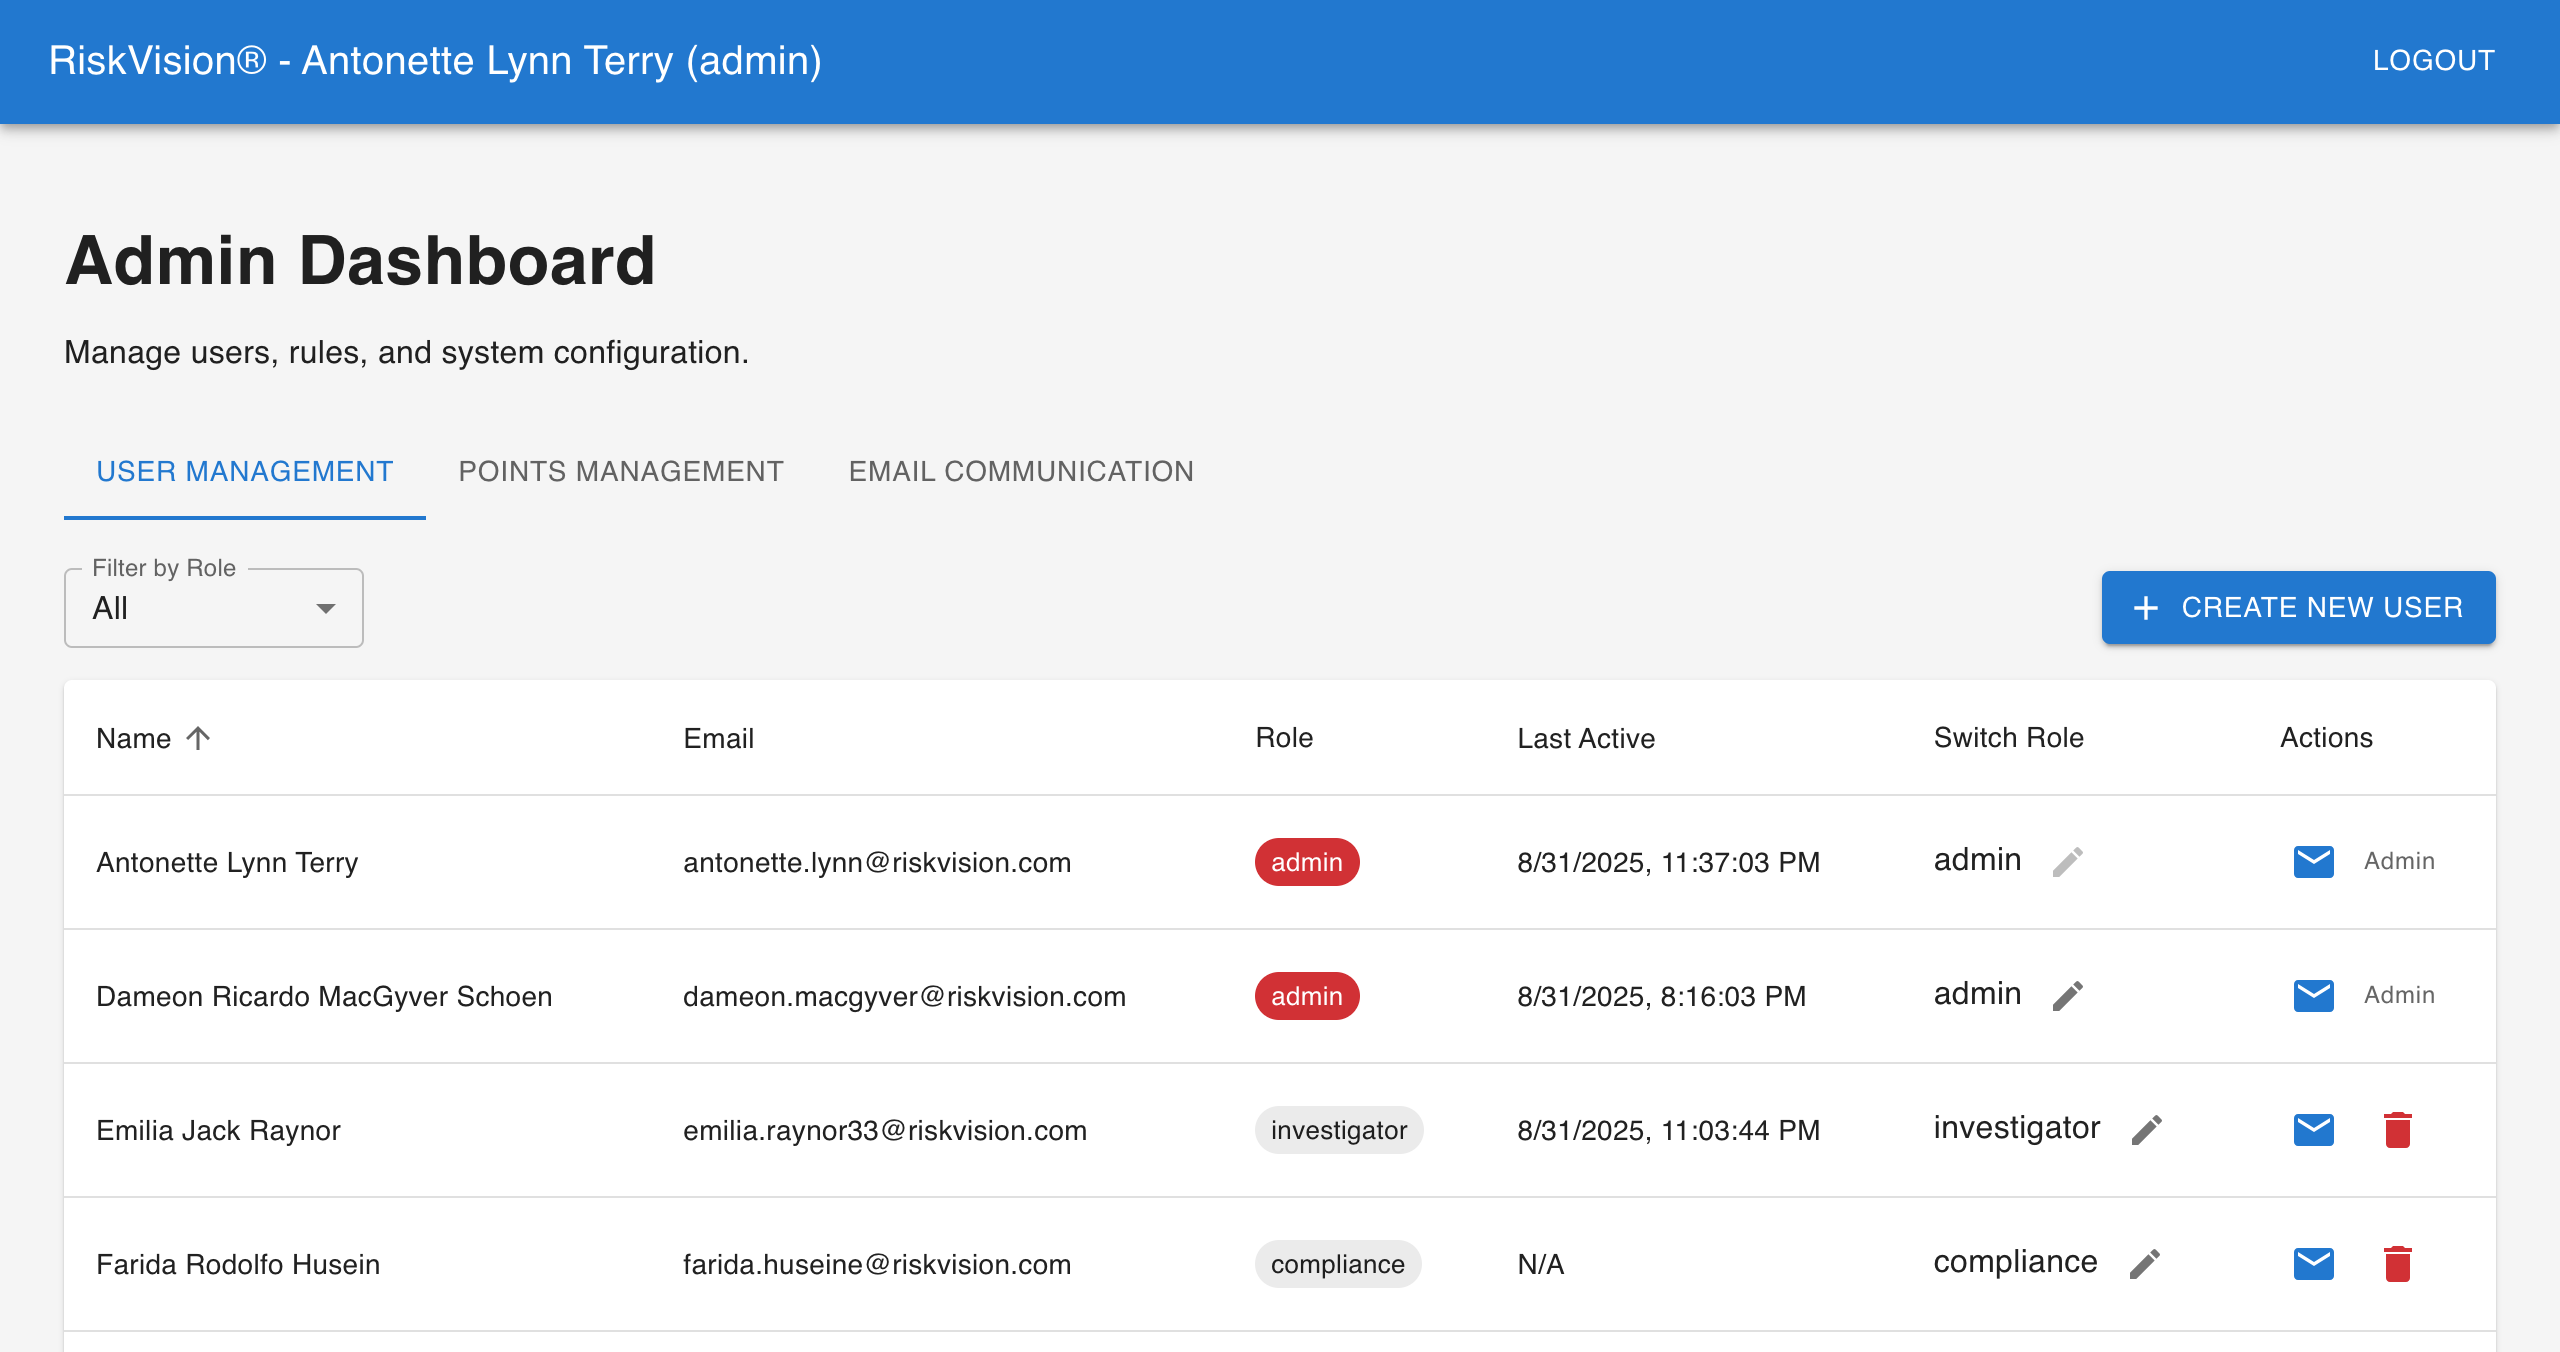 RiskVision® - Antonette Lynn Terry (admin) LOGOUT
Admin Dashboard
Manage users, rules, and system configuration.
USER MANAGEMENT POINTS MANAGEMENT EMAIL COMMUNICATION
Filter by Role
All
CREATE NEW USER
Name Email Role Last Active Switch Role Actions
Antonette Lynn Terry antonette.lynn@riskvision.com admin 8/31/2025, 11:37:03 PM admin Admin
Dameon Ricardo MacGyver Schoen dameon.macgyver@riskvision.com admin 8/31/2025, 8:16:03 PM admin Admin
Emilia Jack Raynor emilia.raynor33@riskvision.com investigator 8/31/2025, 11:03:44 PM investigator
Farida Rodolfo Husein farida.huseine@riskvision.com compliance N/A compliance